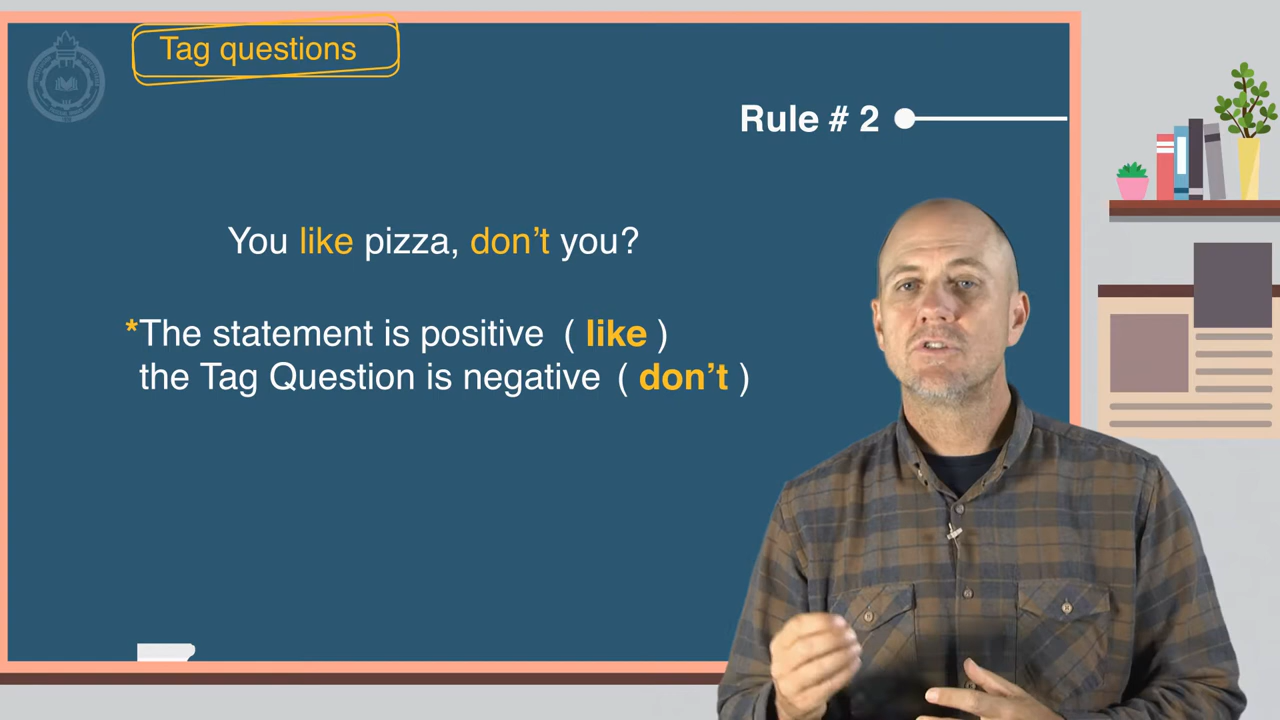 Tag questions
Rule # 2
You like pizza, don’t you?
*The statement is positive ( like )
the Tag Question is negative ( don’t )